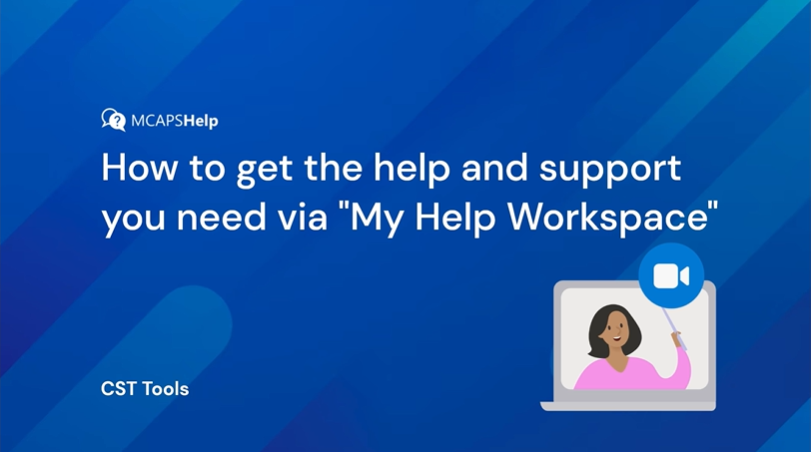 MCAPSHelp
How to get the help and support
you need via "My Help Workspace"
CST Tools